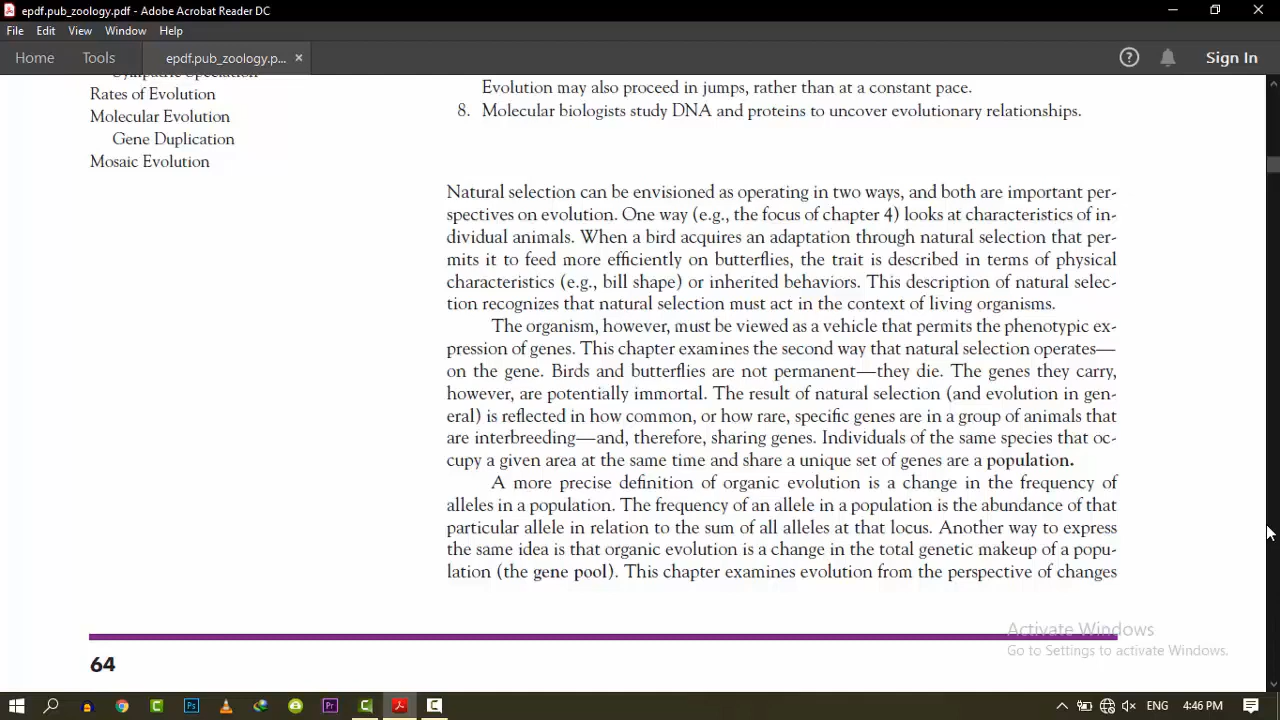 epdf.pub_zoology.pdf - Adobe Acrobat Reader DC
File Edit View Window Help
Home Tools epdf.pub_zoology.p... × Sign In
Sympatric Speciation
Rates of Evolution
Molecular Evolution
Gene Duplication
Mosaic Evolution
Evolution may also proceed in jumps, rather than at a constant pace.
8. Molecular biologists study DNA and proteins to uncover evolutionary relationships.
Natural selection can be envisioned as operating in two ways, and both are important per-
spectives on evolution. One way (e.g., the focus of chapter 4) looks at characteristics of in-
dividual animals. When a bird acquires an adaptation through natural selection that per-
mits it to feed more efficiently on butterflies, the trait is described in terms of physical
characteristics (e.g., bill shape) or inherited behaviors. This description of natural selec-
tion recognizes that natural selection must act in the context of living organisms.
The organism, however, must be viewed as a vehicle that permits the phenotypic ex-
pression of genes. This chapter examines the second way that natural selection operates—
on the gene. Birds and butterflies are not permanent—they die. The genes they carry,
however, are potentially immortal. The result of natural selection (and evolution in gen-
eral) is reflected in how common, or how rare, specific genes are in a group of animals that
are interbreeding—and, therefore, sharing genes. Individuals of the same species that oc-
cupy a given area at the same time and share a unique set of genes are a population.
A more precise definition of organic evolution is a change in the frequency of
alleles in a population. The frequency of an allele in a population is the abundance of that
particular allele in relation to the sum of all alleles at that locus. Another way to express
the same idea is that organic evolution is a change in the total genetic makeup of a popu-
lation (the gene pool). This chapter examines evolution from the perspective of changes
64
Activate Windows
Go to Settings to activate Windows.
ENG 4:46 PM